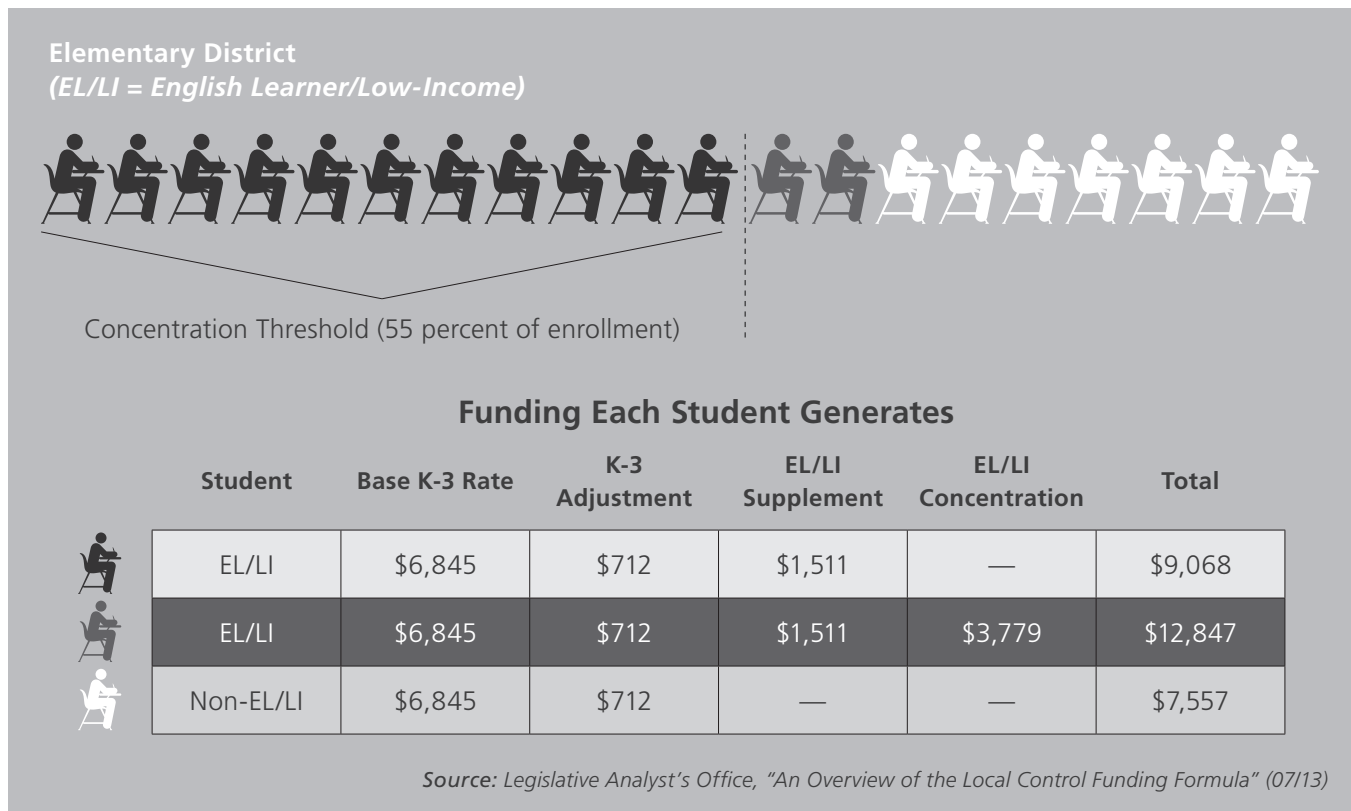 Elementary District
(EL/LI = English Learner/Low-Income)
Concentration Threshold (55 percent of enrollment)
Funding Each Student Generates
Student Base K-3 Rate K-3 Adjustment EL/LI Supplement EL/LI Concentration Total
EL/LI $6,845 $712 $1,511 — $9,068
EL/LI $6,845 $712 $1,511 $3,779 $12,847
Non-EL/LI $6,845 $712 — — $7,557
Source: Legislative Analyst’s Office, “An Overview of the Local Control Funding Formula” (07/13)